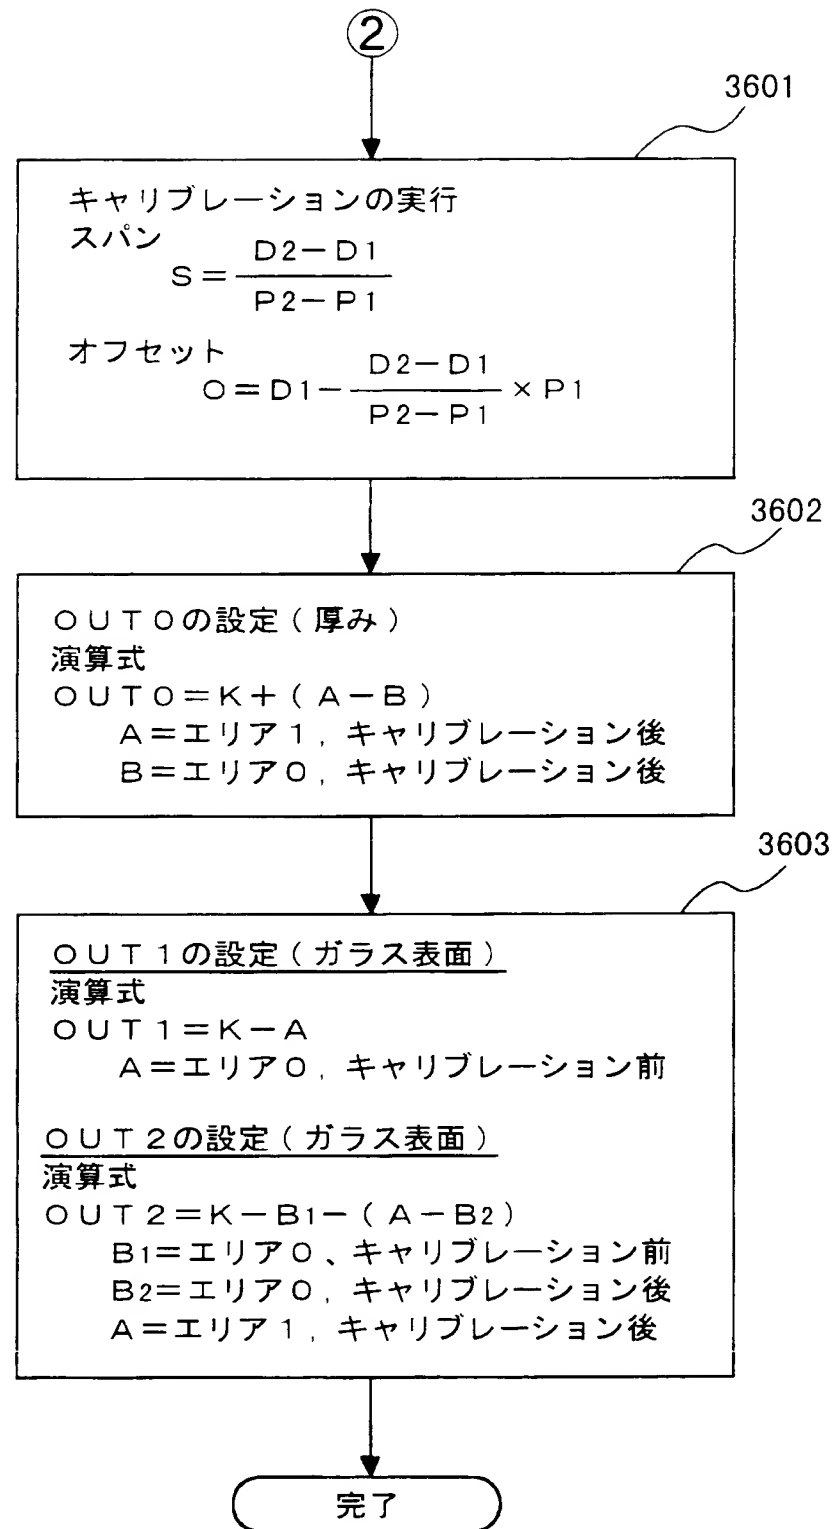 ②
3601
キャリブレーションの実行
スパン
S=(D2-D1)/(P2-P1)
オフセット
O=D1-(D2-D1)/(P2-P1)×P1
3602
OUT0の設定(厚み)
演算式
OUT0=K+(A-B)
A=エリア1,キャリブレーション後
B=エリア0,キャリブレーション後
3603
OUT1の設定(ガラス表面)
演算式
OUT1=K-A
A=エリア0,キャリブレーション前
OUT2の設定(ガラス表面)
演算式
OUT2=K-B1-(A-B2)
B1=エリア0、キャリブレーション前
B2=エリア0,キャリブレーション後
A=エリア1,キャリブレーション後
完了